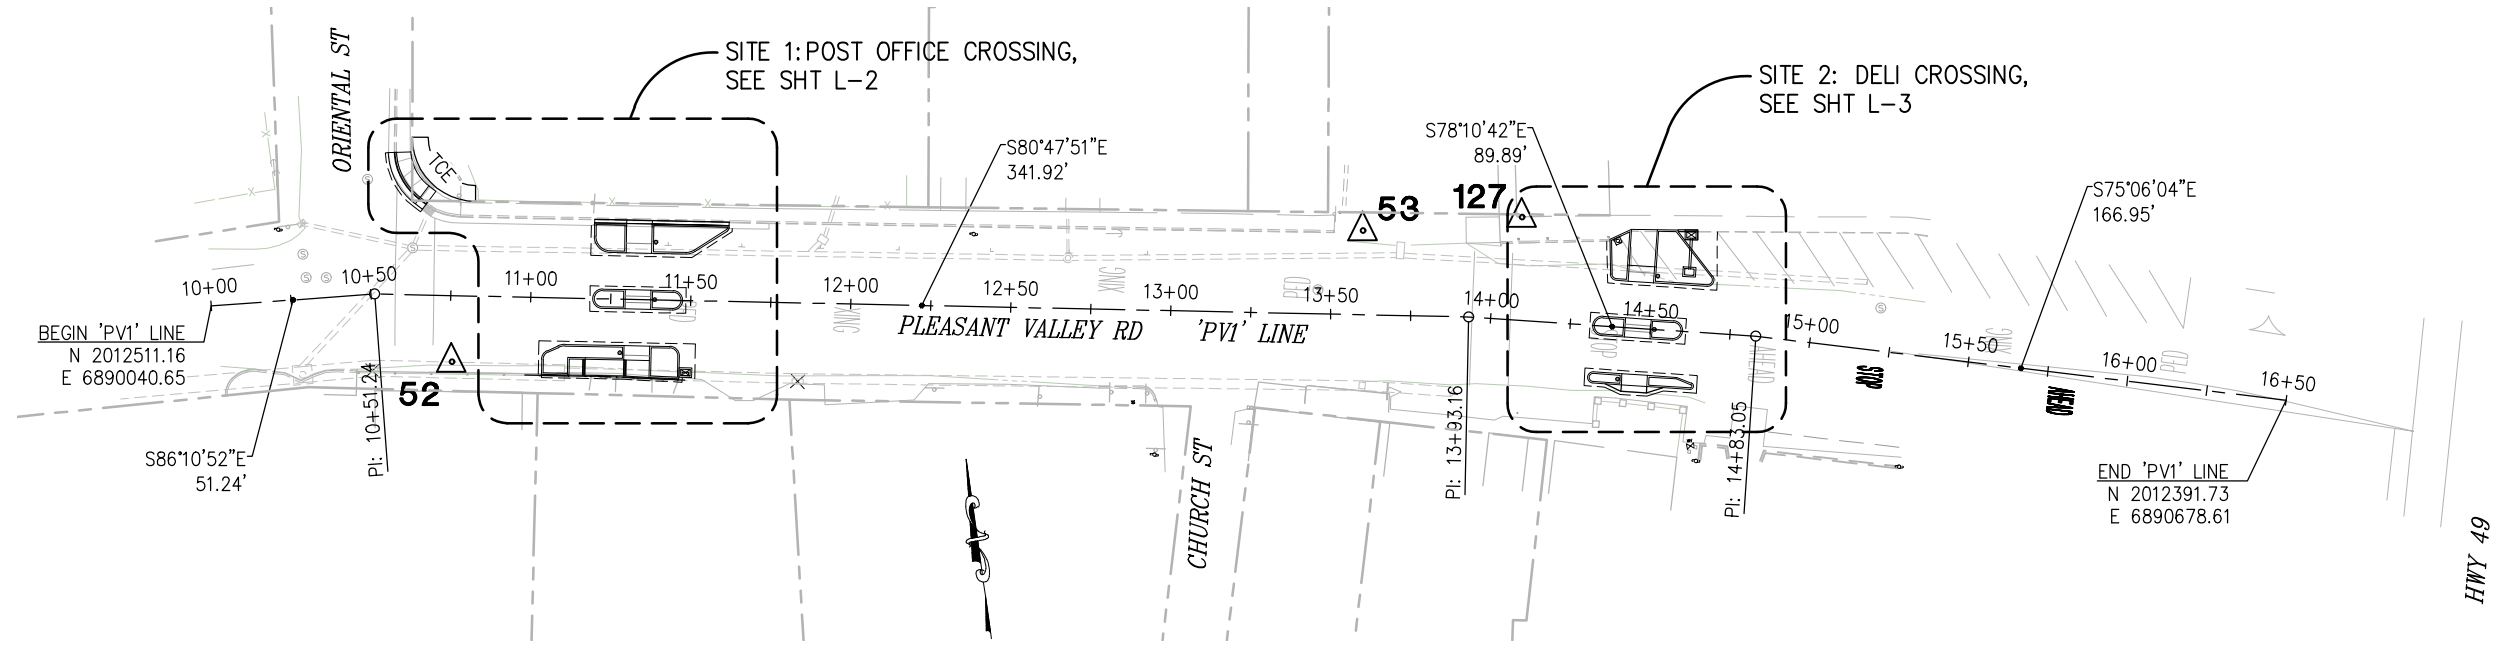 ORIENTAL ST
SITE 1:POST OFFICE CROSSING,
SEE SHT L-2
SITE 2: DELI CROSSING,
SEE SHT L-3
TCE
S80°47'51"E
341.92'
S78°10'42"E
89.89'
S75°06'04"E
166.95'
53
127
10+00
10+50
11+00
11+50
12+00
12+50
13+00
13+50
14+00
14+50
15+00
15+50
16+00
16+50
BEGIN 'PV1' LINE
N 2012511.16
E 6890040.65
PLEASANT VALLEY RD
'PV1' LINE
52
STOP
AHEAD
AHEAD
S86°10'52"E
51.24'
PI: 10+51.24
PI: 13+93.16
PI: 14+83.05
CHURCH ST
END 'PV1' LINE
N 2012391.73
E 6890678.61
HWY 49